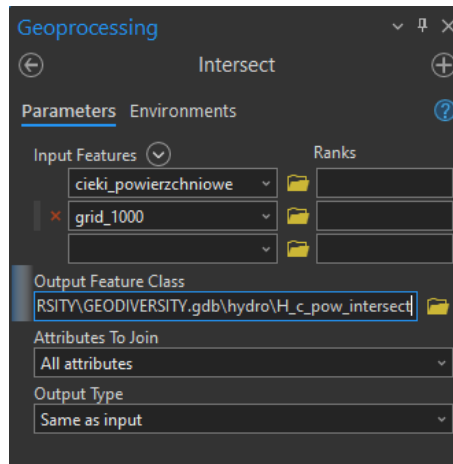 Geoprocessing
Intersect
Parameters Environments
Input Features Ranks
cieki_powierzchniowe
grid_1000
Output Feature Class
RSITY\GEODIVERSITY.gdb\hydro\H_c_pow_intersect
Attributes To Join
All attributes
Output Type
Same as input